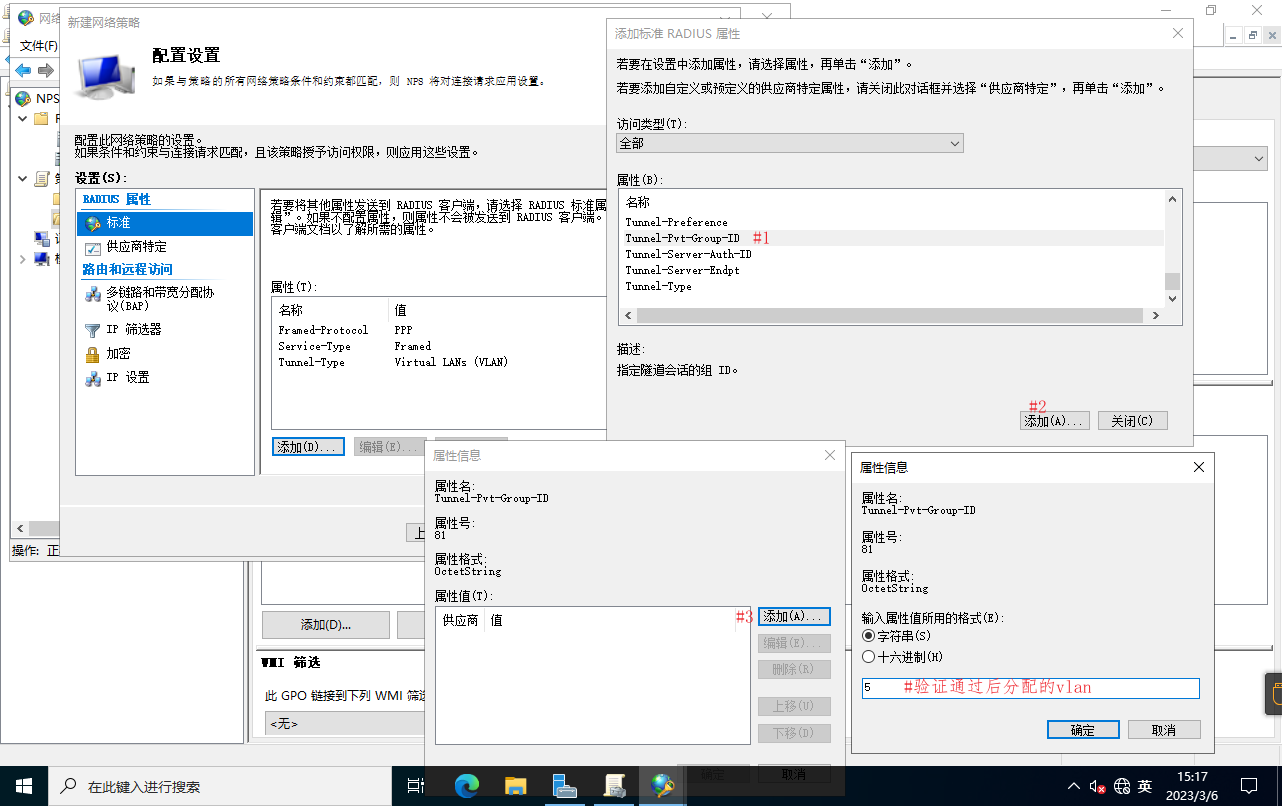 网络
新建网络策略
文件(F)
配置设置
如果与策略的所有网络策略条件和约束都匹配，则 NPS 将对连接请求应用设置。
NPS
配置此网络策略的设置。
如果条件和约束与连接请求匹配，且该策略授予访问权限，则应用这些设置。
设置(S):
RADIUS 属性
标准
供应商特定
路由和远程访问
多链路和带宽分配协
议(BAP)
IP 筛选器
加密
IP 设置
若要将其他属性发送到 RADIUS 客户端，请选择 RADIUS 标准属
辑”。如果不配置属性，则属性不会被发送到 RADIUS 客户端。
客户端文档以了解所需的属性。
属性(T):
名称 值
Framed-Protocol PPP
Service-Type Framed
Tunnel-Type Virtual LANs (VLAN)
添加(D)... 编辑(E)...
上
操作: 正
添加标准 RADIUS 属性
若要在设置中添加属性，请选择属性，再单击“添加”。
若要添加自定义或预定义的供应商特定属性，请关闭此对话框并选择“供应商特定”，再单击“添加”。
访问类型(T):
全部
属性(B):
名称
Tunnel-Preference
Tunnel-Pvt-Group-ID #1
Tunnel-Server-Auth-ID
Tunnel-Server-Endpt
Tunnel-Type
描述:
指定隧道会话的组 ID。
#2
添加(A)... 关闭(C)
属性信息
属性名:
Tunnel-Pvt-Group-ID
属性号:
81
属性格式:
OctetString
属性值(T):
供应商 值
#3 添加(A)...
编辑(E)...
删除(R)
上移(U)
下移(D)
确定 取消
属性信息
属性名:
Tunnel-Pvt-Group-ID
属性号:
81
属性格式:
OctetString
输入属性值所用的格式(E):
字符串(S)
十六进制(H)
5 #验证通过后分配的vlan
确定 取消
添加(D)...
WMI 筛选
此 GPO 链接到下列 WMI 筛选
<无>
在此键入进行搜索
英
15:17
2023/3/6